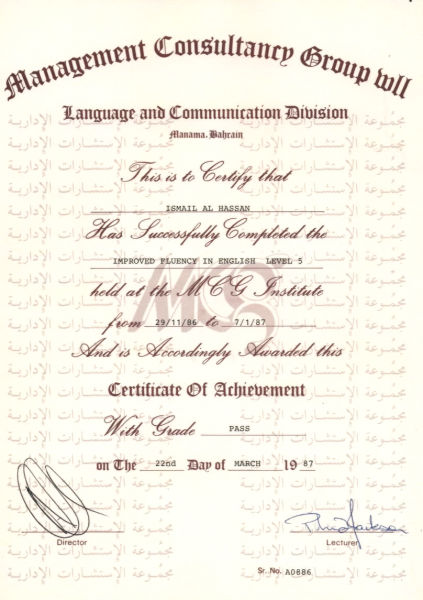 Management Consultancy Group wll
Language and Communication Division
Manama. Bahrain
This is to Certify that
ISMAIL AL HASSAN
Has Successfully Completed the
IMPROVED FLUENCY IN ENGLISH LEVEL 5
held at the MCG Institute
from 29/11/86 to 7/1/87
And is Accordingly Awarded this
Certificate Of Achievement
With Grade PASS
on The 22nd Day of MARCH 19 87
Director
Lecturer
Sr. No. A0886
مجموعة الإستشارات الإدارية
MCG